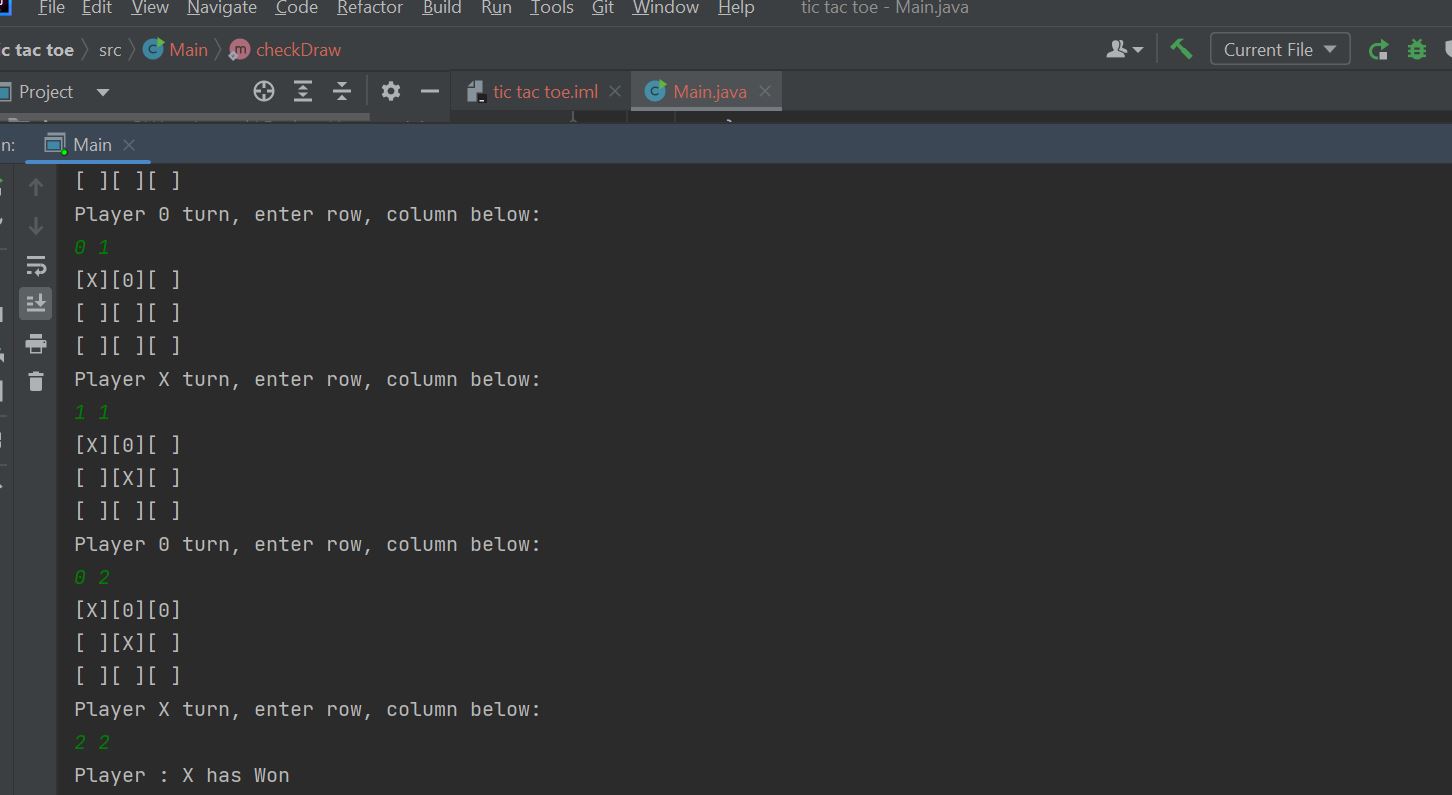 File Edit View Navigate Code Refactor Build Run Tools Git Window Help tic tac toe - Main.java
c tac toe src Main checkDraw Current File
Project tic tac toe.iml Main.java
n: Main
[ ][ ][ ]
Player 0 turn, enter row, column below:
0 1
[X][0][ ]
[ ][ ][ ]
[ ][ ][ ]
Player X turn, enter row, column below:
1 1
[X][0][ ]
[ ][X][ ]
[ ][ ][ ]
Player 0 turn, enter row, column below:
0 2
[X][0][0]
[ ][X][ ]
[ ][ ][ ]
Player X turn, enter row, column below:
2 2
Player : X has Won